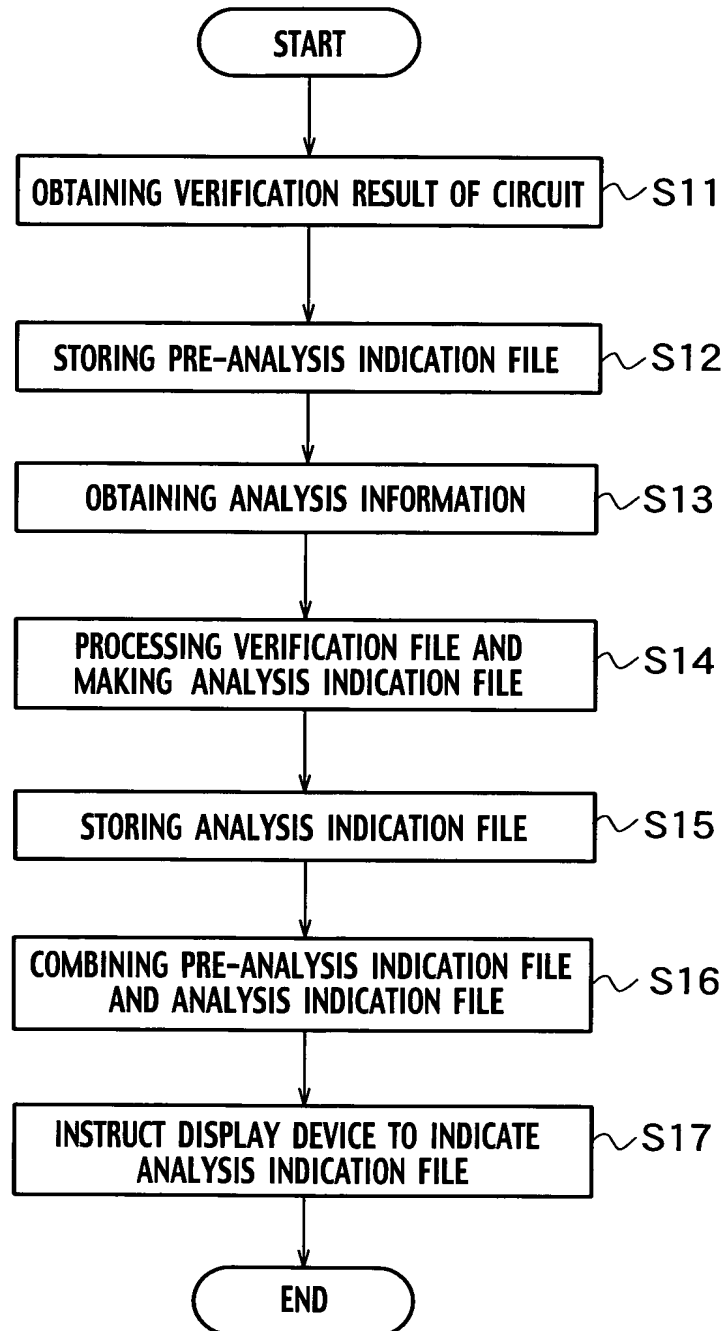 START
OBTAINING VERIFICATION RESULT OF CIRCUIT S11
STORING PRE-ANALYSIS INDICATION FILE S12
OBTAINING ANALYSIS INFORMATION S13
PROCESSING VERIFICATION FILE AND
MAKING ANALYSIS INDICATION FILE S14
STORING ANALYSIS INDICATION FILE S15
COMBINING PRE-ANALYSIS INDICATION FILE
AND ANALYSIS INDICATION FILE S16
INSTRUCT DISPLAY DEVICE TO INDICATE
ANALYSIS INDICATION FILE S17
END